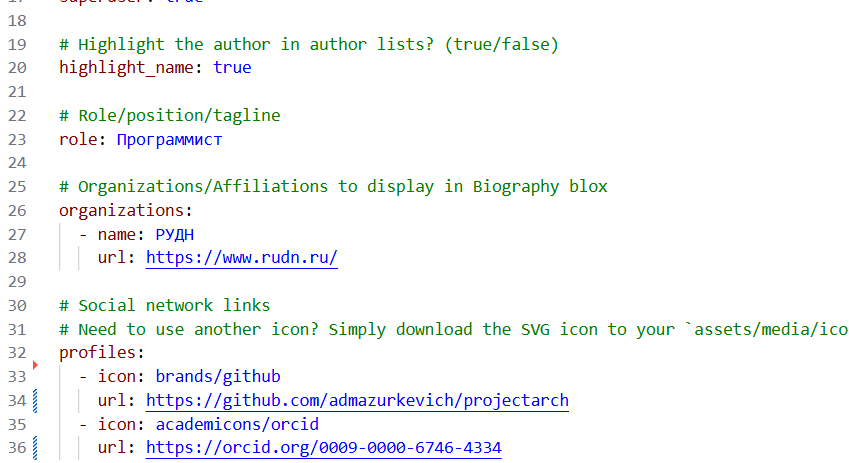 18
19 # Highlight the author in author lists? (true/false)
20 highlight_name: true
21
22 # Role/position/tagline
23 role: Программист
24
25 # Organizations/Affiliations to display in Biography blox
26 organizations:
27 - name: РУДН
28 url: https://www.rudn.ru/
29
30 # Social network links
31 # Need to use another icon? Simply download the SVG icon to your `assets/media/ico
32 profiles:
33 - icon: brands/github
34 url: https://github.com/admazurkevich/projectarch
35 - icon: academicons/orcid
36 url: https://orcid.org/0009-0000-6746-4334